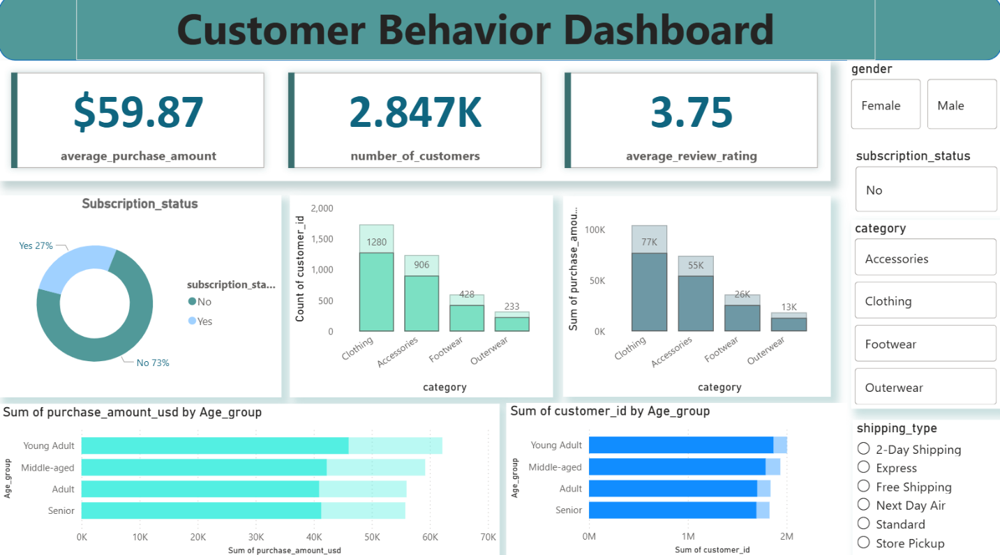 Customer Behavior Dashboard
$59.87
average_purchase_amount
2.847K
number_of_customers
3.75
average_review_rating
gender
Female
Male
subscription_status
No
category
Accessories
Clothing
Footwear
Outerwear
shipping_type
2-Day Shipping
Express
Free Shipping
Next Day Air
Standard
Store Pickup
Subscription_status
Yes 27%
No 73%
subscription_sta...
No
Yes
Count of customer_id
2,000
1,500
1,000
500
0
1280
906
428
233
Clothing
Accessories
Footwear
Outerwear
category
Sum of purchase_amou...
100K
50K
0K
77K
55K
26K
13K
Clothing
Accessories
Footwear
Outerwear
category
Sum of purchase_amount_usd by Age_group
Age_group
Young Adult
Middle-aged
Adult
Senior
0K
10K
20K
30K
40K
50K
60K
70K
Sum of purchase_amount_usd
Sum of customer_id by Age_group
Age_group
Young Adult
Middle-aged
Adult
Senior
0M
1M
2M
Sum of customer_id